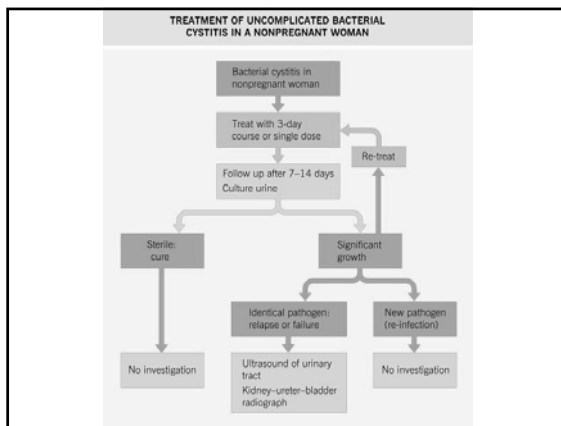 TREATMENT OF UNCOMPLICATED BACTERIAL
CYSTITIS IN A NONPREGNANT WOMAN
Bacterial cystitis in
nonpregnant woman
Treat with 3-day
course or single dose
Re-treat
Follow up after 7–14 days
Culture urine
Sterile:
cure
Significant
growth
Identical pathogen:
relapse or failure
New pathogen
(re-infection)
No investigation
Ultrasound of urinary
tract
Kidney–ureter–bladder
radiograph
No investigation